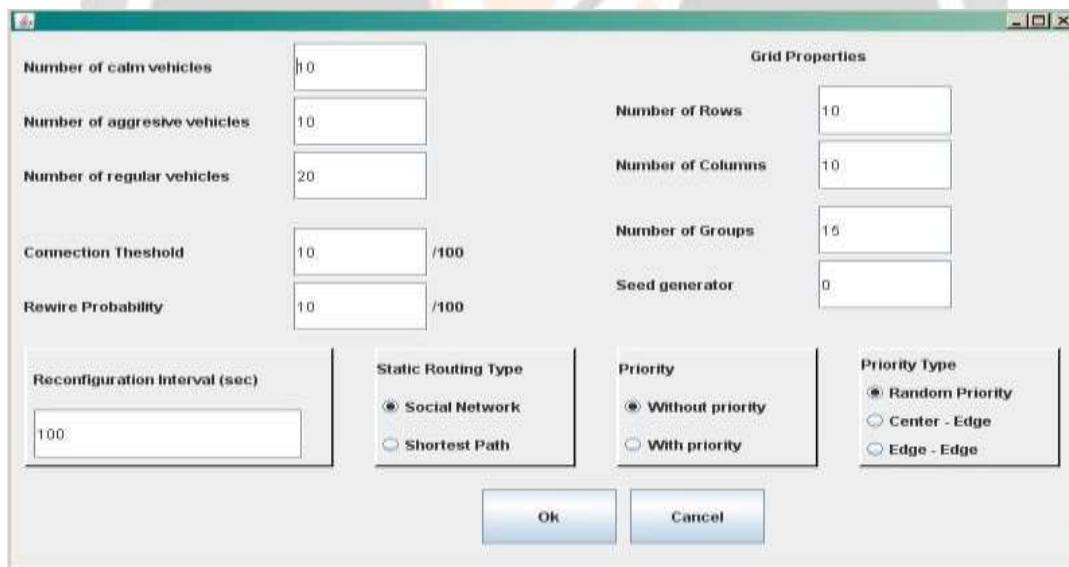 Number of calm vehicles
10
Number of aggresive vehicles
10
Number of regular vehicles
20
Connection Theshold
10
/100
Rewire Probability
10
/100
Grid Properties
Number of Rows
10
Number of Columns
10
Number of Groups
15
Seed generator
0
Reconfiguration Interval (sec)
100
Static Routing Type
Social Network
Shortest Path
Priority
Without priority
With priority
Priority Type
Random Priority
Center - Edge
Edge - Edge
Ok
Cancel